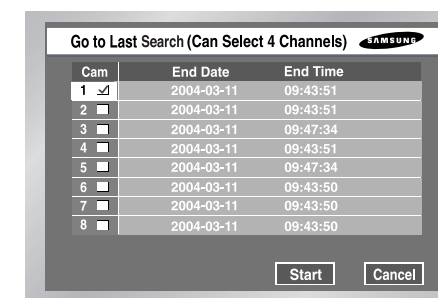 Go to Last Search (Can Select 4 Channels) SAMSUNG
Cam End Date End Time
1 2004-03-11 09:43:51
2 2004-03-11 09:43:51
3 2004-03-11 09:47:34
4 2004-03-11 09:43:51
5 2004-03-11 09:47:34
6 2004-03-11 09:43:50
7 2004-03-11 09:43:50
8 2004-03-11 09:43:50
Start Cancel